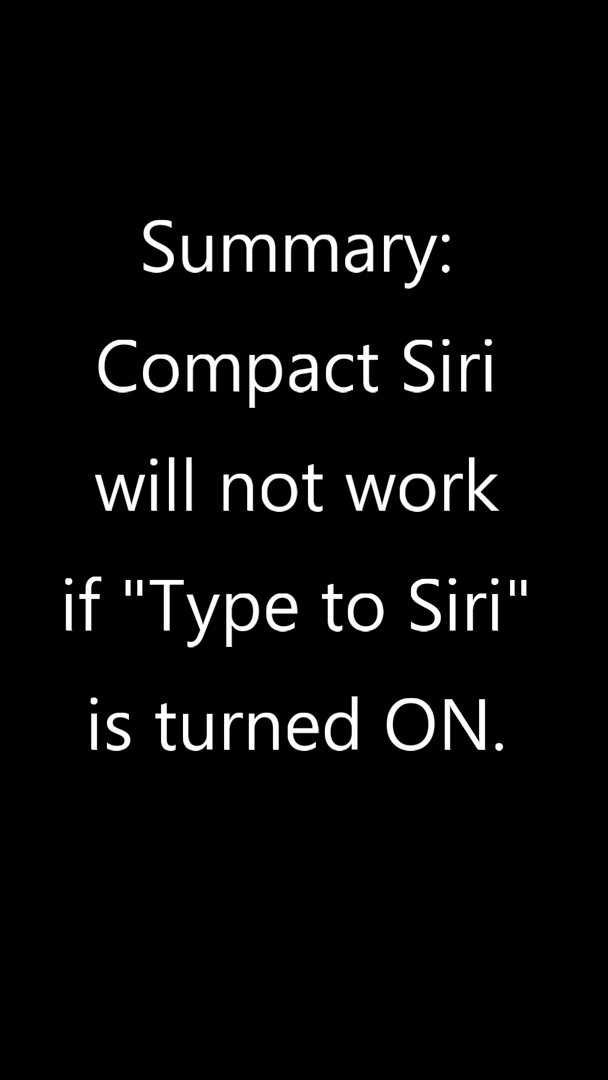 Summary:
Compact Siri
will not work
if "Type to Siri"
is turned ON.